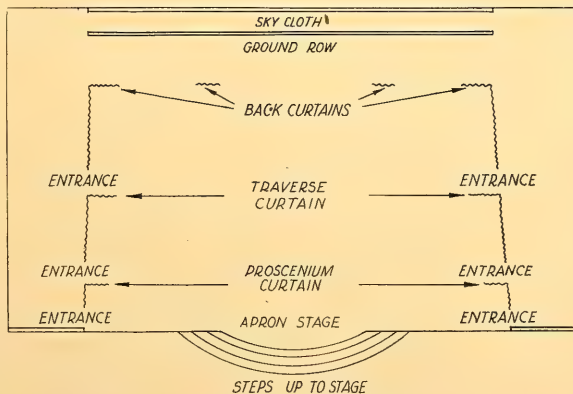 SKY CLOTH
GROUND ROW
BACK CURTAINS
ENTRANCE
TRAVERSE
CURTAIN
ENTRANCE
ENTRANCE
PROSCENIUM
CURTAIN
ENTRANCE
ENTRANCE
APRON STAGE
ENTRANCE
STEPS UP TO STAGE